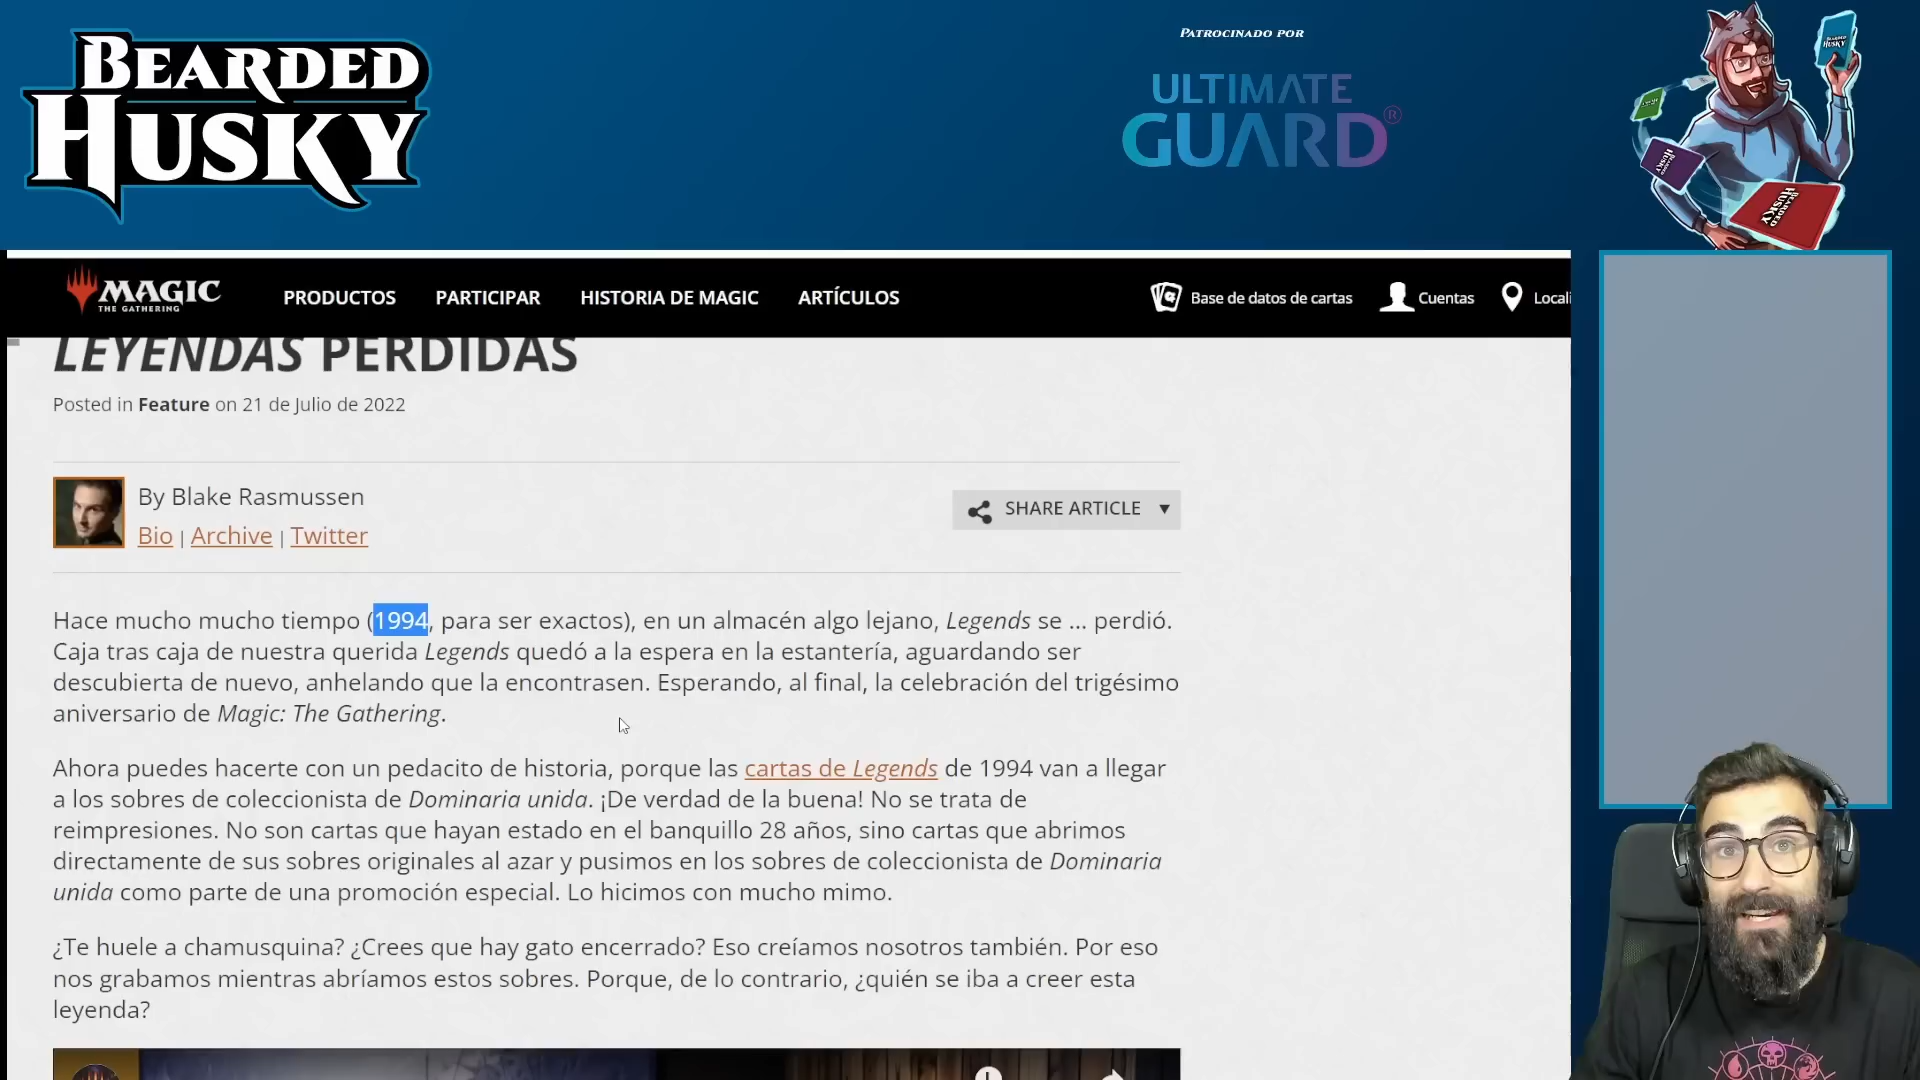 BEARDED
HUSKY
PATROCINADO POR
ULTIMATE
GUARD®
BEARDED
HUSKY
HUSKY
BEARDED
HUSKY
MAGIC
THE GATHERING
PRODUCTOS
PARTICIPAR
HISTORIA DE MAGIC
ARTÍCULOS
Base de datos de cartas
Cuentas
Locali
LEYENDAS PERDIDAS
Posted in Feature on 21 de Julio de 2022
By Blake Rasmussen
Bio | Archive | Twitter
SHARE ARTICLE ▼
Hace mucho mucho tiempo (1994, para ser exactos), en un almacén algo lejano, Legends se ... perdió.
Caja tras caja de nuestra querida Legends quedó a la espera en la estantería, aguardando ser
descubierta de nuevo, anhelando que la encontrasen. Esperando, al final, la celebración del trigésimo
aniversario de Magic: The Gathering.
Ahora puedes hacerte con un pedacito de historia, porque las cartas de Legends de 1994 van a llegar
a los sobres de coleccionista de Dominaria unida. ¡De verdad de la buena! No se trata de
reimpresiones. No son cartas que hayan estado en el banquillo 28 años, sino cartas que abrimos
directamente de sus sobres originales al azar y pusimos en los sobres de coleccionista de Dominaria
unida como parte de una promoción especial. Lo hicimos con mucho mimo.
¿Te huele a chamusquina? ¿Crees que hay gato encerrado? Eso creíamos nosotros también. Por eso
nos grabamos mientras abríamos estos sobres. Porque, de lo contrario, ¿quién se iba a creer esta
leyenda?